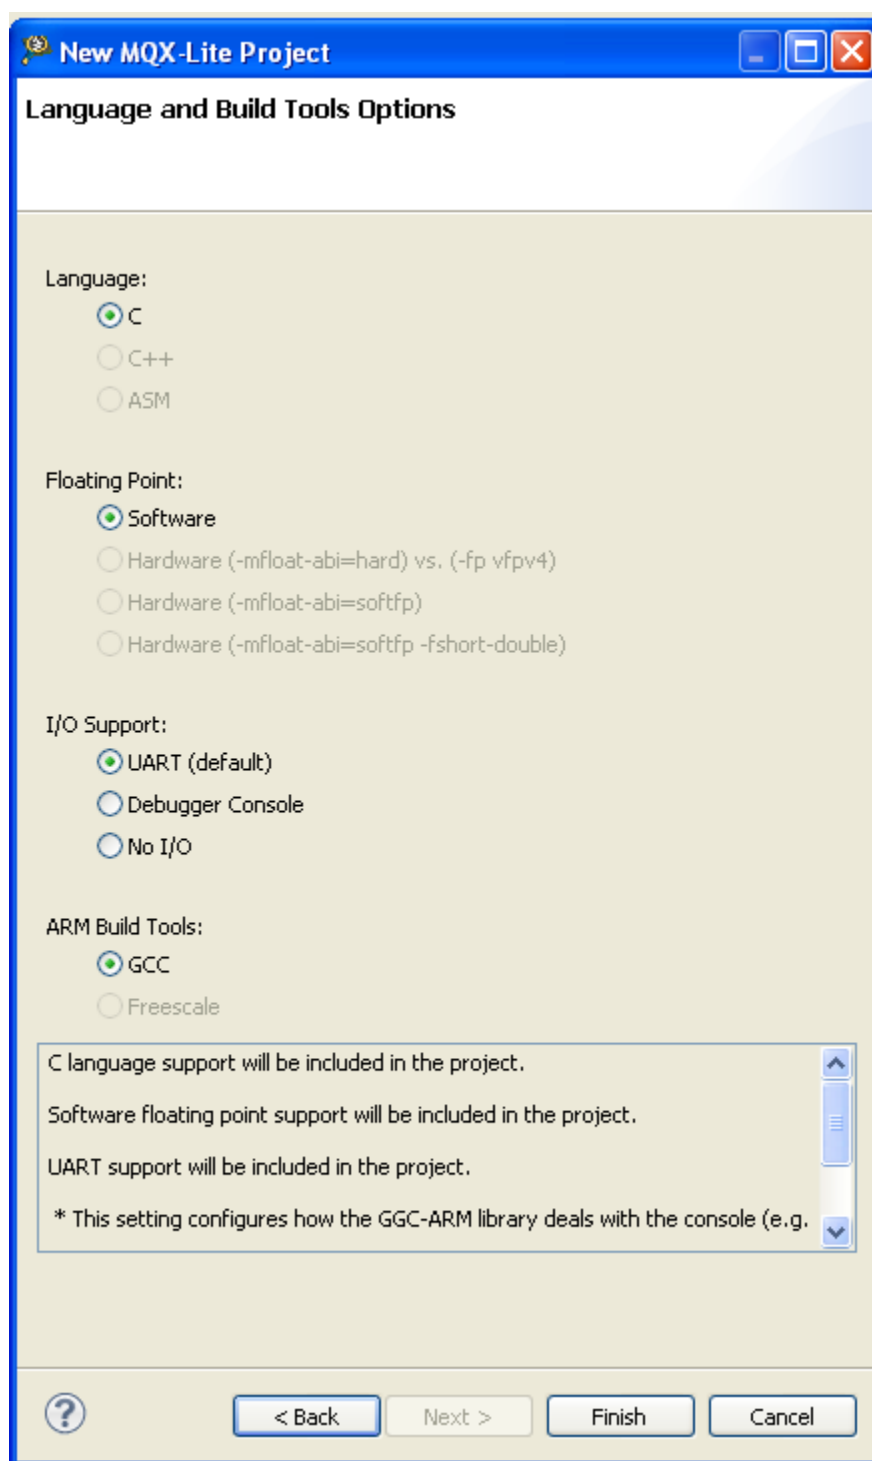 New MQX-Lite Project
Language and Build Tools Options
Language:
C
C++
ASM
Floating Point:
Software
Hardware (-mfloat-abi=hard) vs. (-fp vfpv4)
Hardware (-mfloat-abi=softfp)
Hardware (-mfloat-abi=softfp -fshort-double)
I/O Support:
UART (default)
Debugger Console
No I/O
ARM Build Tools:
GCC
Freescale
C language support will be included in the project.
Software floating point support will be included in the project.
UART support will be included in the project.
* This setting configures how the GGC-ARM library deals with the console (e.g.
? < Back Next > Finish Cancel